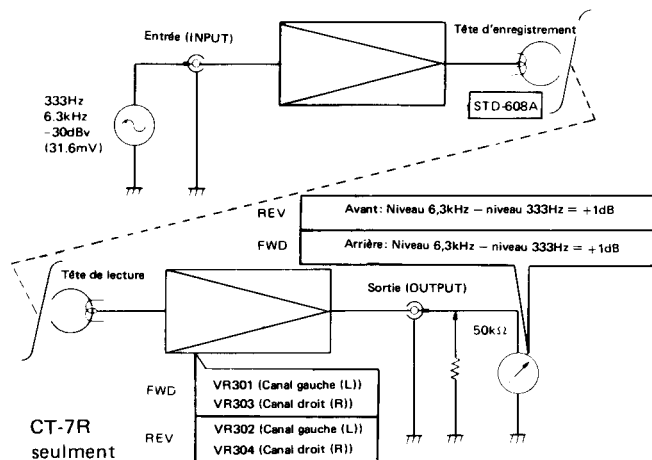 Entrée (INPUT)
Tête d'enregistrement
333Hz
6.3kHz
-30dBv
(31.6mV)
STD-608A
REV
Avant: Niveau 6,3kHz - niveau 333Hz = +1dB
FWD
Arrière: Niveau 6,3kHz - niveau 333Hz = +1dB
Tête de lecture
Sortie (OUTPUT)
50kΩ
FWD
VR301 (Canal gauche (L))
VR303 (Canal droit (R))
REV
VR302 (Canal gauche (L))
VR304 (Canal droit (R))
CT-7R
seulment